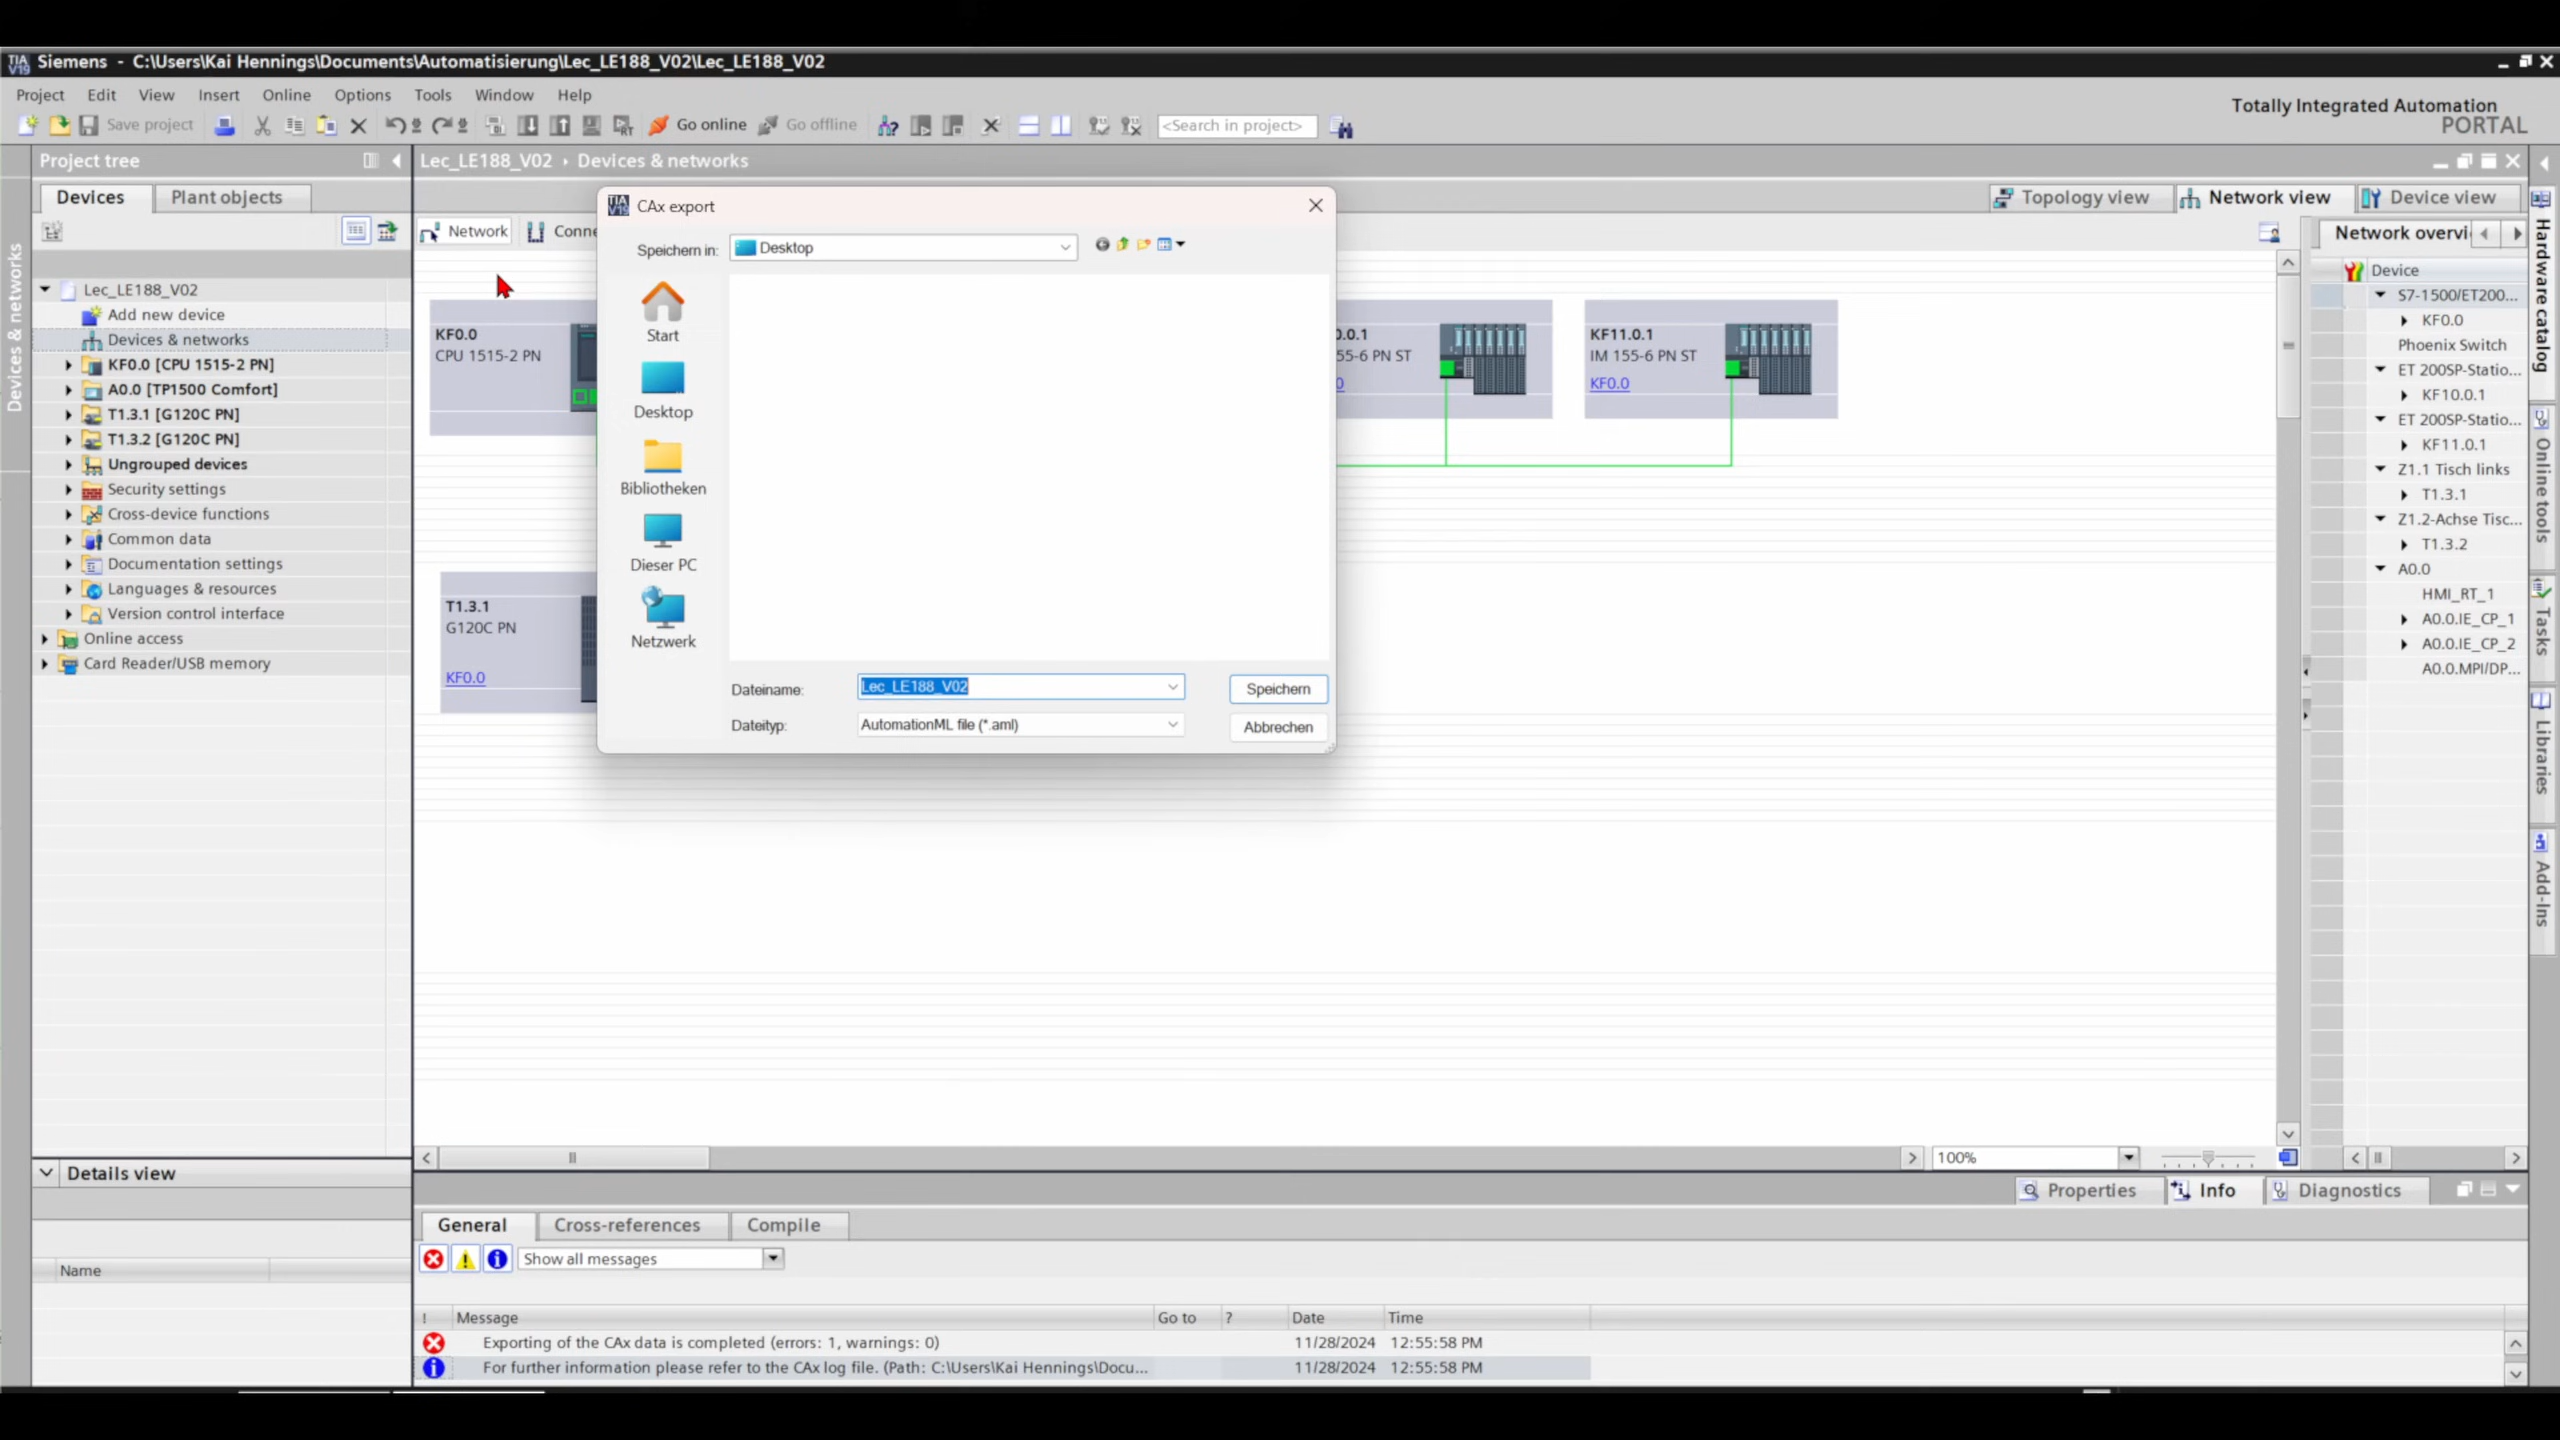 Siemens - C:\Users\Kai Hennings\Documents\Automatisierung\Lec_LE188_V02\Lec_LE188_V02
Project Edit View Insert Online Options Tools Window Help
Totally Integrated Automation
PORTAL
Save project Go online Go offline <Search in project>
Project tree
Lec_LE188_V02 › Devices & networks
Devices Plant objects
Topology view Network view Device view
Network Conne
Network overvi
Devices & networks
Lec_LE188_V02
Add new device
Devices & networks
KF0.0 [CPU 1515-2 PN]
A0.0 [TP1500 Comfort]
T1.3.1 [G120C PN]
T1.3.2 [G120C PN]
Ungrouped devices
Security settings
Cross-device functions
Common data
Documentation settings
Languages & resources
Version control interface
Online access
Card Reader/USB memory
Details view
Name
KF0.0
CPU 1515-2 PN
T1.3.1
G120C PN
KF0.0
CAx export
Speichern in: Desktop
Start
Desktop
Bibliotheken
Dieser PC
Netzwerk
Dateiname: Lec_LE188_V02 Speichern
Dateityp: AutomationML file (*.aml) Abbrechen
0.0.1
55-6 PN ST
0
KF11.0.1
IM 155-6 PN ST
KF0.0
Device
S7-1500/ET200...
KF0.0
Phoenix Switch
ET 200SP-Statio...
KF10.0.1
ET 200SP-Statio...
KF11.0.1
Z1.1 Tisch links
T1.3.1
Z1.2-Achse Tisc...
T1.3.2
A0.0
HMI_RT_1
A0.0.IE_CP_1
A0.0.IE_CP_2
A0.0.MPI/DP...
Hardware catalog
Online tools
Tasks
Libraries
Add-Ins
100%
Properties Info Diagnostics
General Cross-references Compile
Show all messages
! Message Go to ? Date Time
Exporting of the CAx data is completed (errors: 1, warnings: 0) 11/28/2024 12:55:58 PM
For further information please refer to the CAx log file. (Path: C:\Users\Kai Hennings\Docu... 11/28/2024 12:55:58 PM